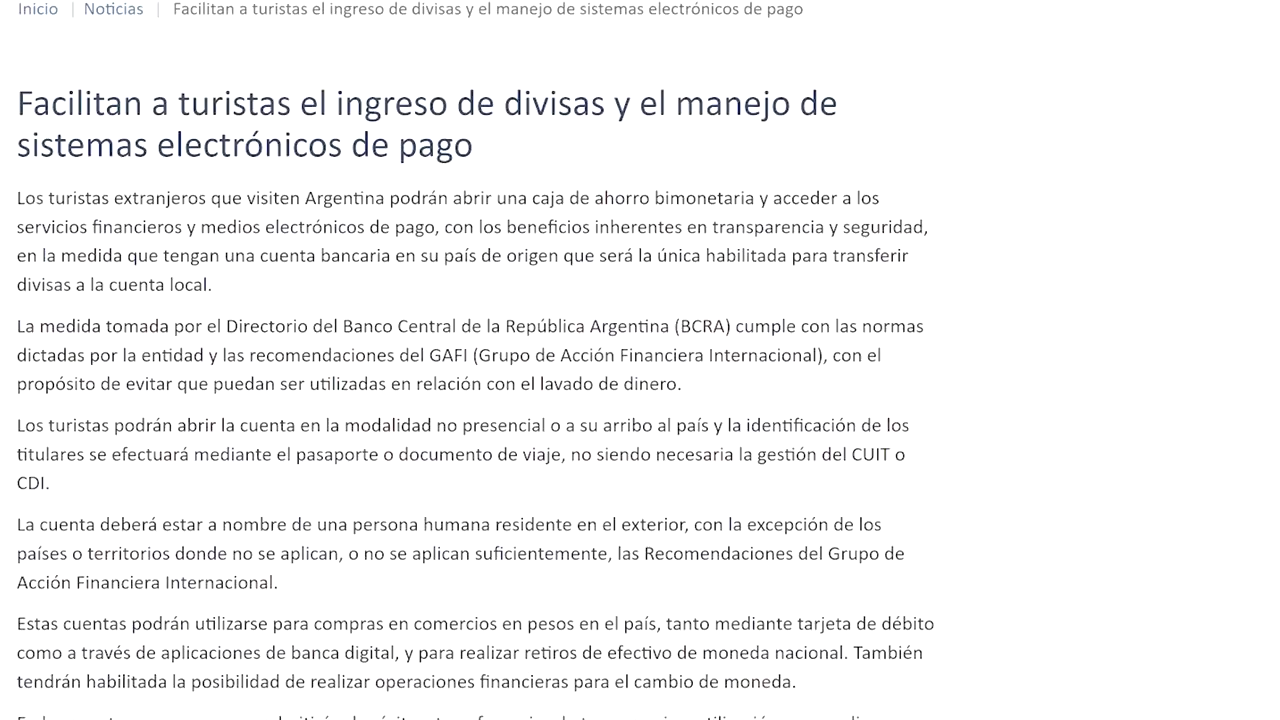 Inicio | Noticias | Facilitan a turistas el ingreso de divisas y el manejo de sistemas electrónicos de pago
Facilitan a turistas el ingreso de divisas y el manejo de
sistemas electrónicos de pago
Los turistas extranjeros que visiten Argentina podrán abrir una caja de ahorro bimonetaria y acceder a los
servicios financieros y medios electrónicos de pago, con los beneficios inherentes en transparencia y seguridad,
en la medida que tengan una cuenta bancaria en su país de origen que será la única habilitada para transferir
divisas a la cuenta local.
La medida tomada por el Directorio del Banco Central de la República Argentina (BCRA) cumple con las normas
dictadas por la entidad y las recomendaciones del GAFI (Grupo de Acción Financiera Internacional), con el
propósito de evitar que puedan ser utilizadas en relación con el lavado de dinero.
Los turistas podrán abrir la cuenta en la modalidad no presencial o a su arribo al país y la identificación de los
titulares se efectuará mediante el pasaporte o documento de viaje, no siendo necesaria la gestión del CUIT o
CDI.
La cuenta deberá estar a nombre de una persona humana residente en el exterior, con la excepción de los
países o territorios donde no se aplican, o no se aplican suficientemente, las Recomendaciones del Grupo de
Acción Financiera Internacional.
Estas cuentas podrán utilizarse para compras en comercios en pesos en el país, tanto mediante tarjeta de débito
como a través de aplicaciones de banca digital, y para realizar retiros de efectivo de moneda nacional. También
tendrán habilitada la posibilidad de realizar operaciones financieras para el cambio de moneda.